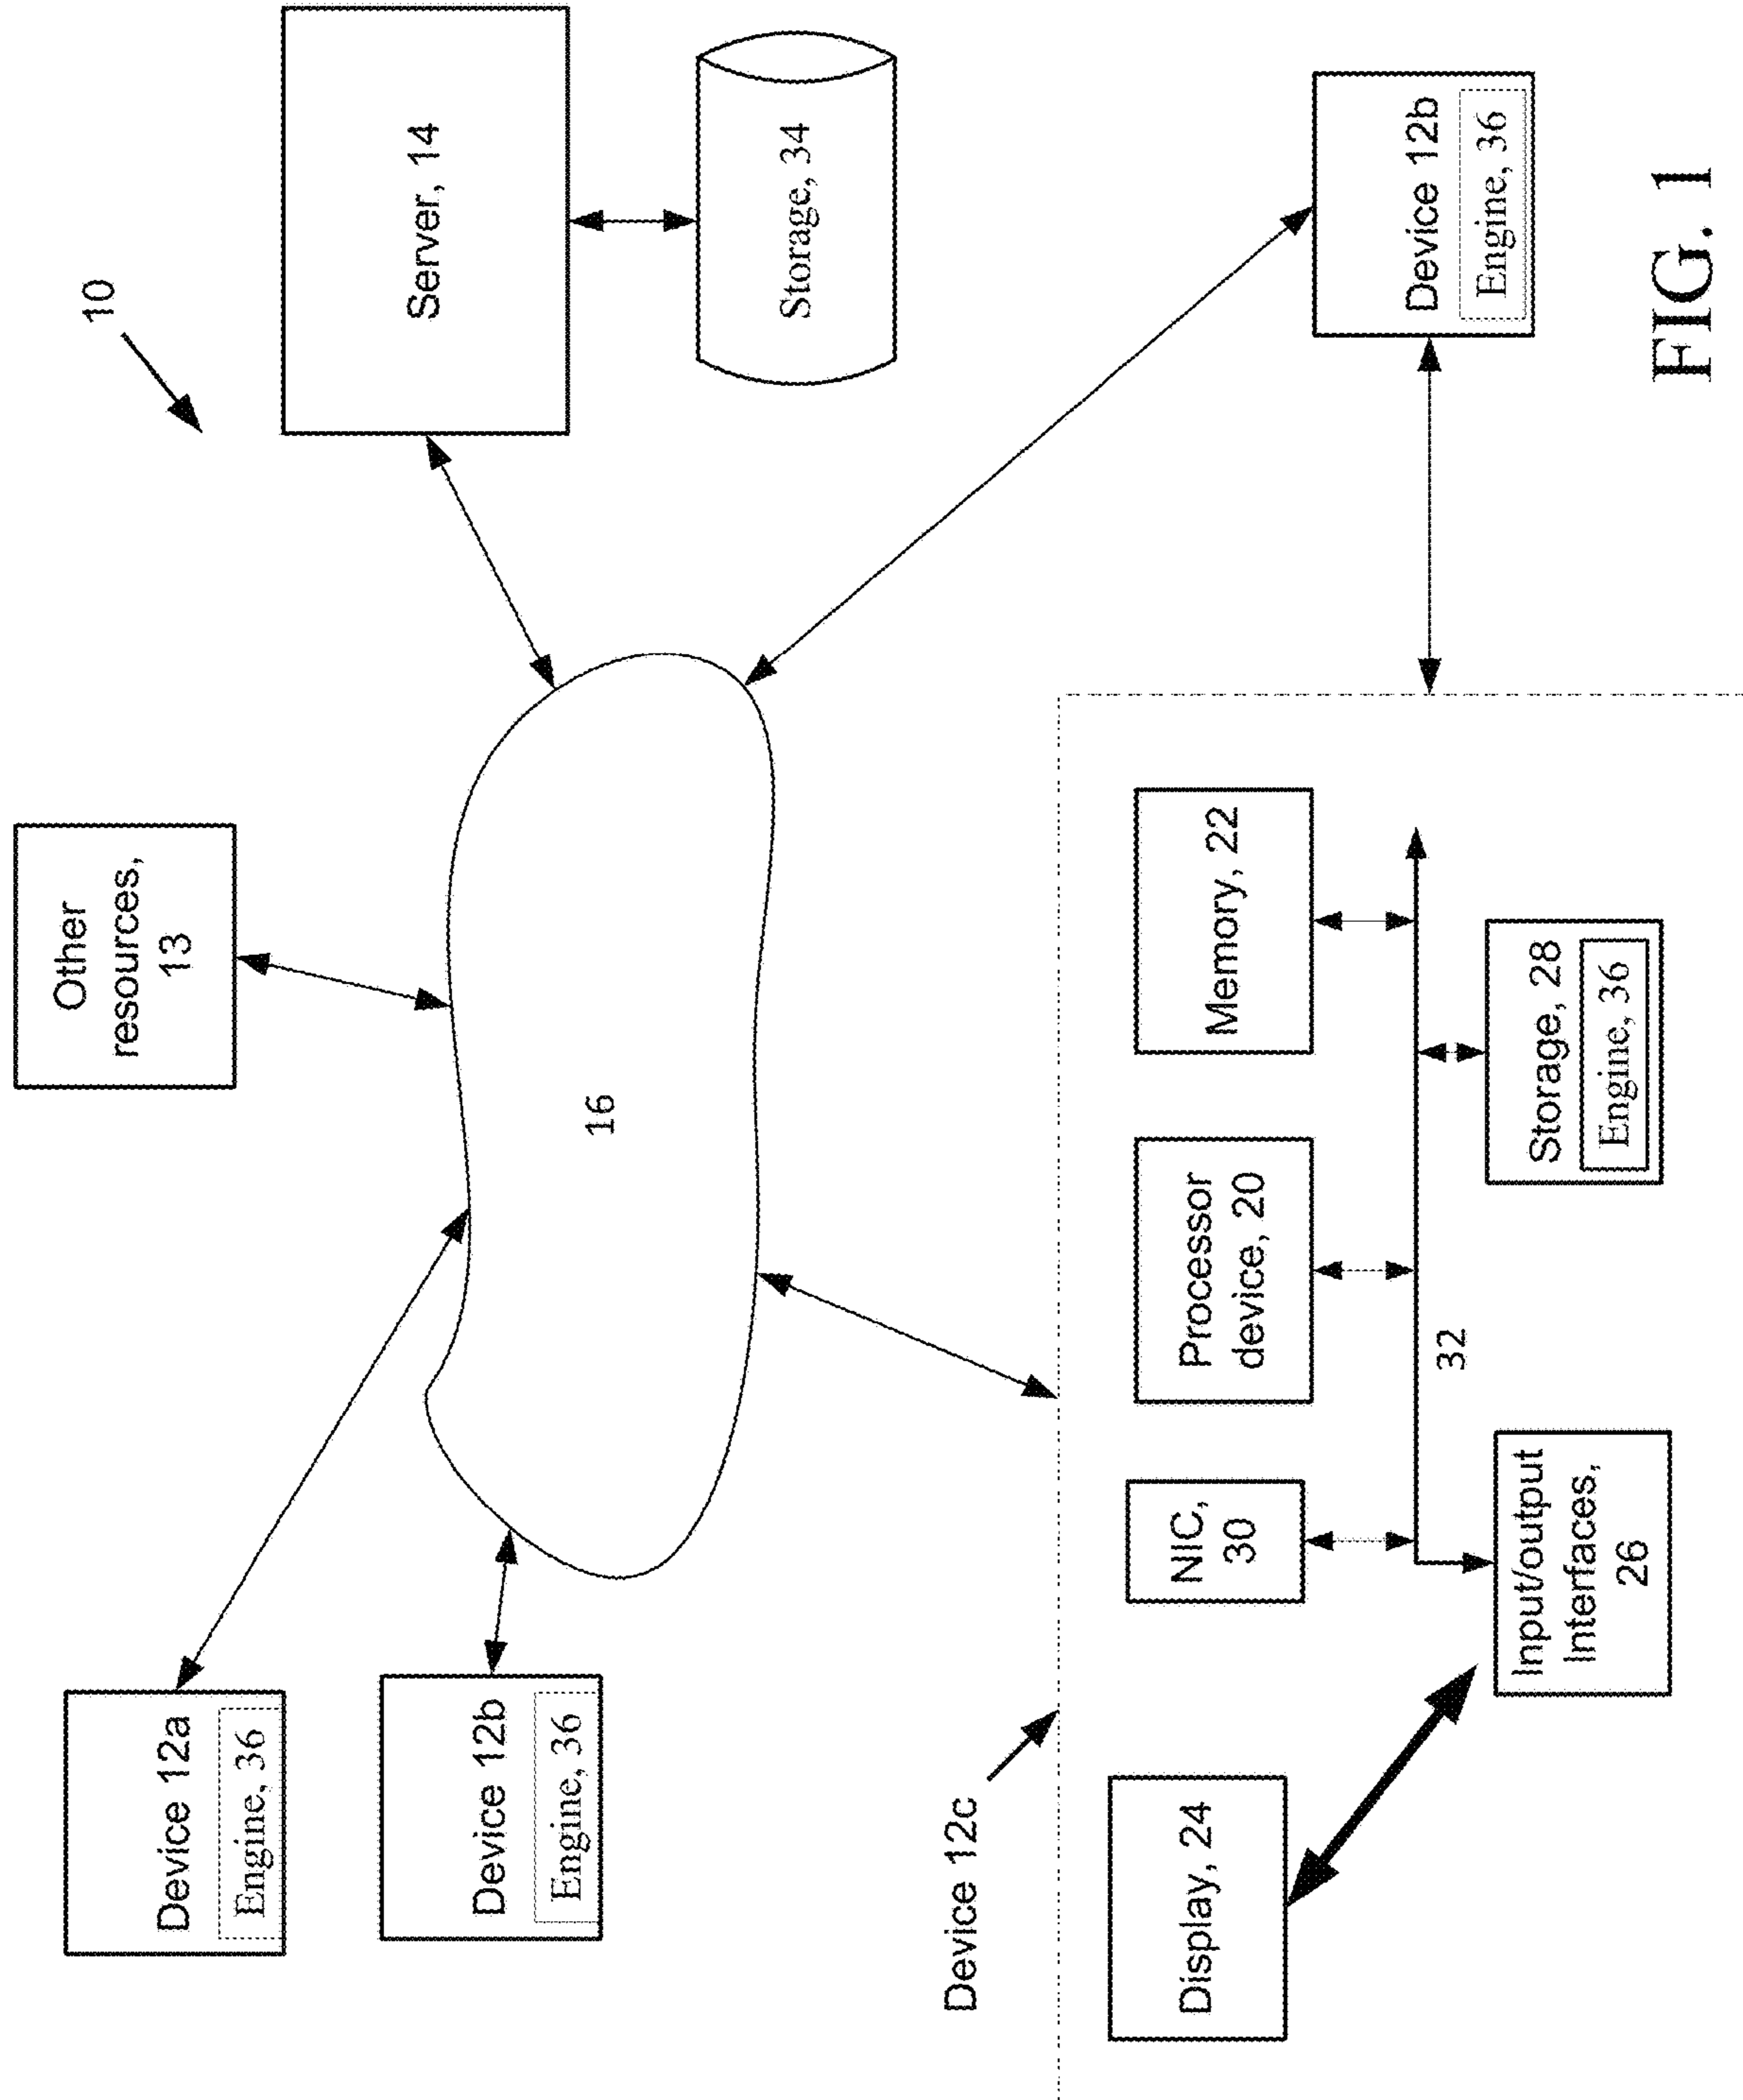 10
Other
resources,
13
Server, 14
Storage, 34
Device 12a
Engine, 36
Device 12b
Engine, 36
16
Device 12c
Display, 24
NIC,
30
Processor
device, 20
Memory, 22
32
Input/output
Interfaces,
26
Storage, 28
Engine, 36
Device 12b
Engine, 36
FIG. 1